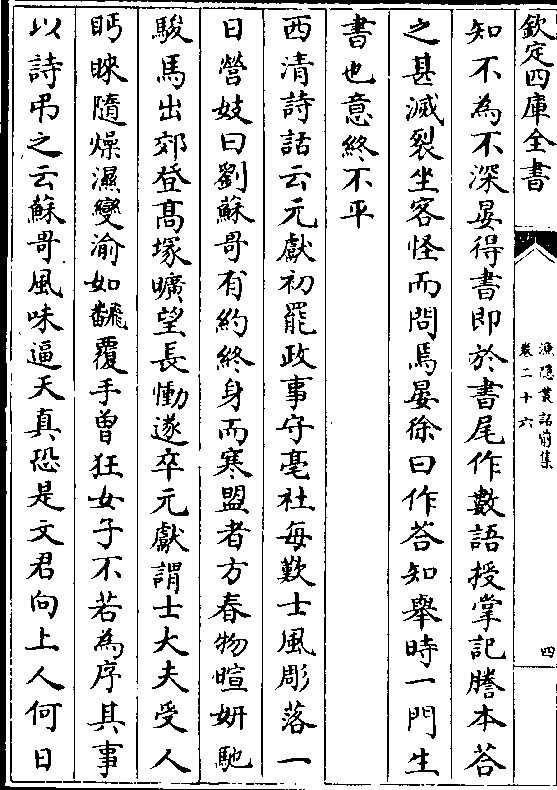 欽定四庫全書
漁隱叢話前集
卷二十六
四
知不為不深晏得書即於書尾作數語授掌記謄本答
之甚滅裂坐客怪而問焉晏徐曰作答知舉時一門生
書也意終不平
西清詩話云元獻初罷政事守亳社每歎士風彫落一
日營妓曰劉蘇哥有約終身而寒盟者方春物暄妍馳
駿馬出郊登髙塚曠望長慟遂卒元獻謂士大夫受人
眄睞隨燥濕變渝如飜覆手曾狂女子不若為序其事
以詩弔之云蘇哥風味逼天真恐是文君向上人何日